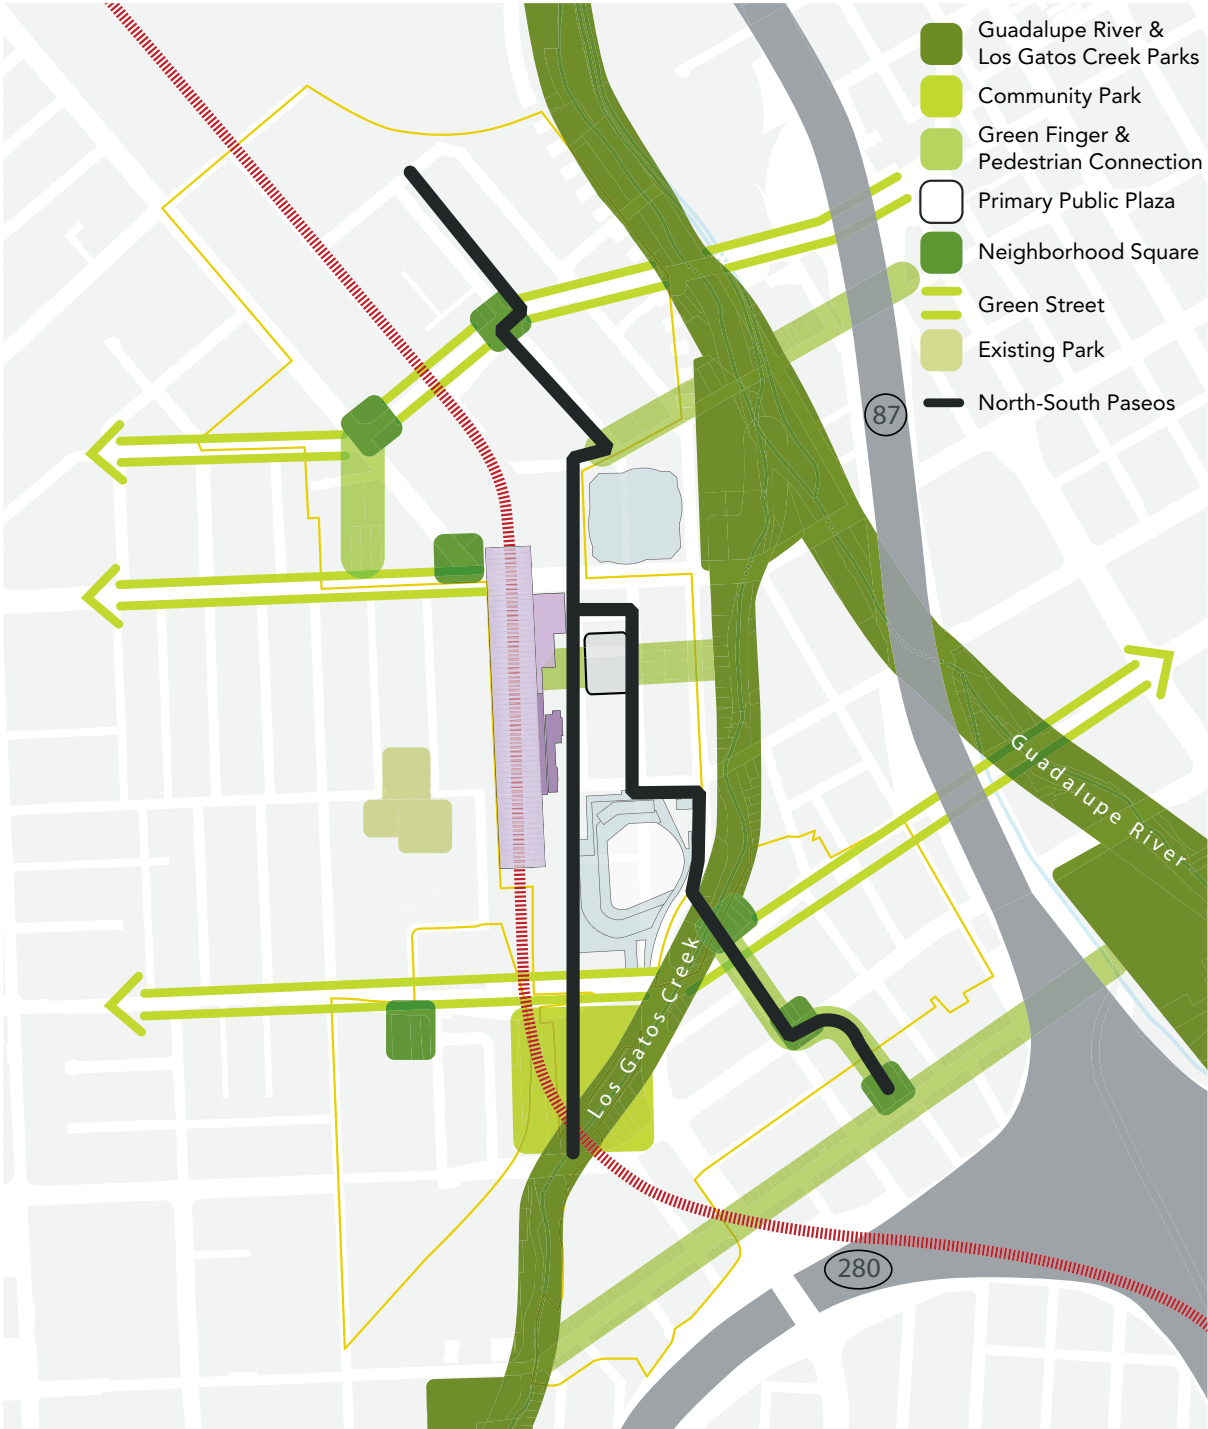 Guadalupe River &
Los Gatos Creek Parks
Community Park
Green Finger &
Pedestrian Connection
Primary Public Plaza
Neighborhood Square
Green Street
Existing Park
North-South Paseos
87
Guadalupe River
Los Gatos Creek
280